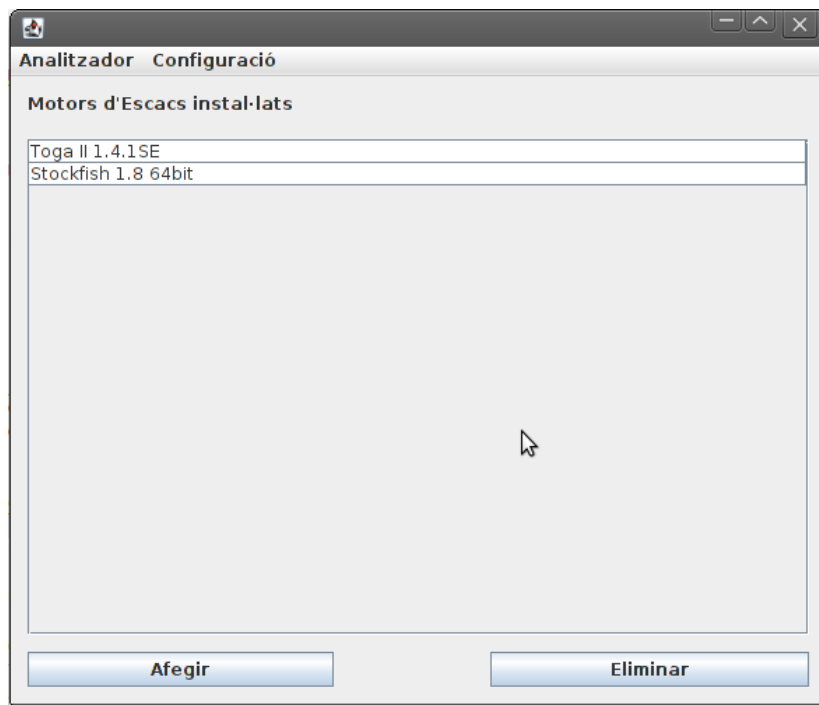 Analitzador Configuració
Motors d'Escacs instal·lats
Toga II 1.4.1SE
Stockfish 1.8 64bit
Afegir Eliminar